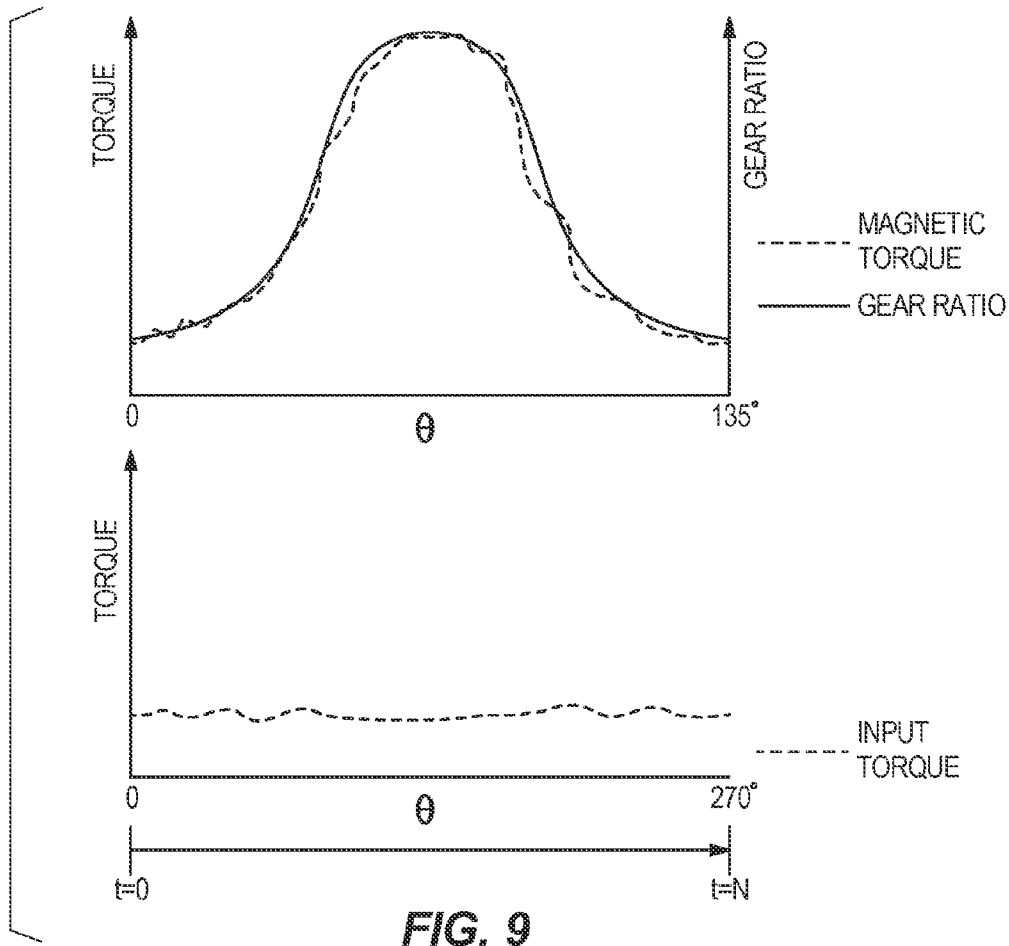 TORQUE
GEAR RATIO
MAGNETIC
TORQUE
GEAR RATIO
0
θ
135°
TORQUE
INPUT
TORQUE
0
θ
270°
t=0
t=N
FIG. 9